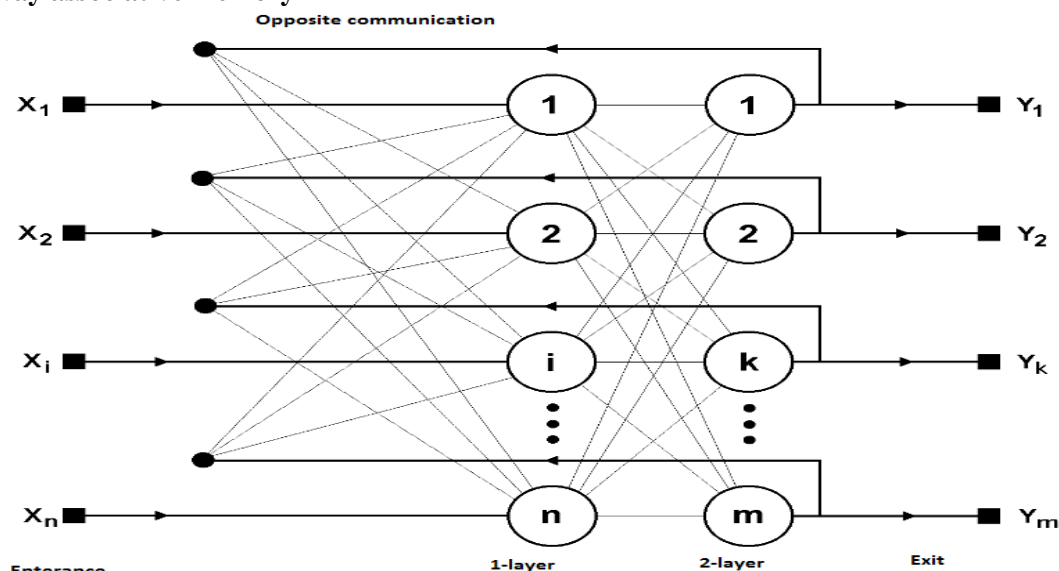 Opposite communication
X1 1 1 Y1
X2 2 2 Y2
Xi i k Yk
Xn n m Ym
Enterance 1-layer 2-layer Exit